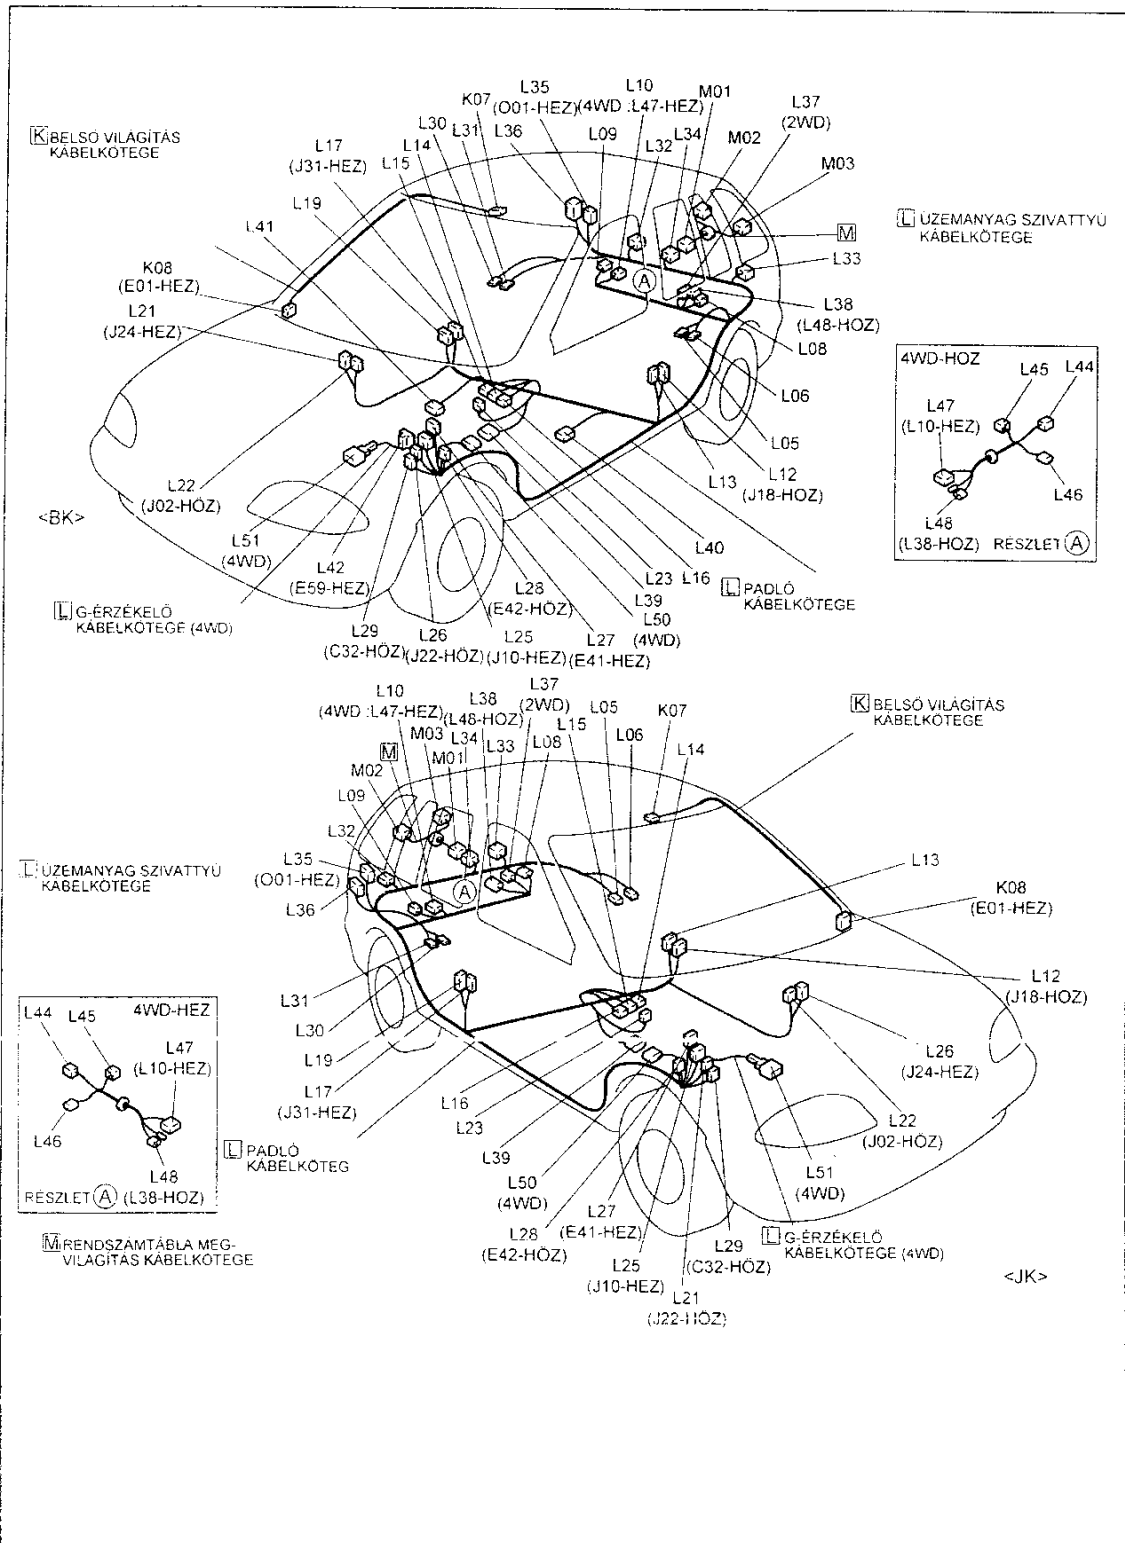 L35
(O01-HEZ)
L10
(4WD :L47-HEZ)
M01
L37
(2WD)
K07
L30
L31
L36
L09
L34
M02
L14
L32
M03
L17
(J31-HEZ)
L15
K BELSŐ VILÁGÍTÁS
KÁBELKÖTEGE
L19
L41
L ÜZEMANYAG SZIVATTYÚ
KÁBELKÖTEGE
M
L33
K08
(E01-HEZ)
A
L21
(J24-HEZ)
L38
(L48-HOZ)
L08
L06
L05
L12
(J18-HOZ)
L13
4WD-HOZ
L45
L44
L47
(L10-HEZ)
L46
L48
(L38-HOZ)
RÉSZLET A
L22
(J02-HÖZ)
<BK>
L51
(4WD)
L42
(E59-HEZ)
L40
L28
(E42-HÖZ)
L23
L16
L PADLÓ
KÁBELKÖTEGE
L39
L G-ÉRZÉKELŐ
KÁBELKÖTEGE (4WD)
L50
(4WD)
L29
(C32-HÖZ)
L26
(J22-HÖZ)
L25
(J10-HEZ)
L27
(E41-HEZ)
L10
(4WD :L47-HEZ)
L38
(L48-HOZ)
L37
(2WD)
L05
K07
K BELSŐ VILÁGÍTÁS
KÁBELKÖTEGE
L15
L06
L14
M03
L34
L33
M
M01
L08
M02
L09
L32
L35
(O01-HEZ)
L ÜZEMANYAG SZIVATTYÚ
KÁBELKÖTEGE
L36
A
L13
K08
(E01-HEZ)
L12
(J18-HOZ)
L31
L30
L19
L17
(J31-HEZ)
4WD-HEZ
L44
L45
L47
(L10-HEZ)
L46
L48
(L38-HOZ)
RÉSZLET A
L26
(J24-HEZ)
L16
L23
L22
(J02-HÖZ)
L PADLÓ
KÁBELKÖTEG
L39
L50
(4WD)
L51
(4WD)
L27
(E41-HEZ)
L28
(E42-HÖZ)
L29
(C32-HÖZ)
L G-ÉRZÉKELŐ
KÁBELKÖTEGE (4WD)
M RENDSZÁMTÁBLA MEG-
VILÁGÍTÁS KÁBELKÖTEGE
L25
(J10-HEZ)
L21
(J22-HÖZ)
<JK>